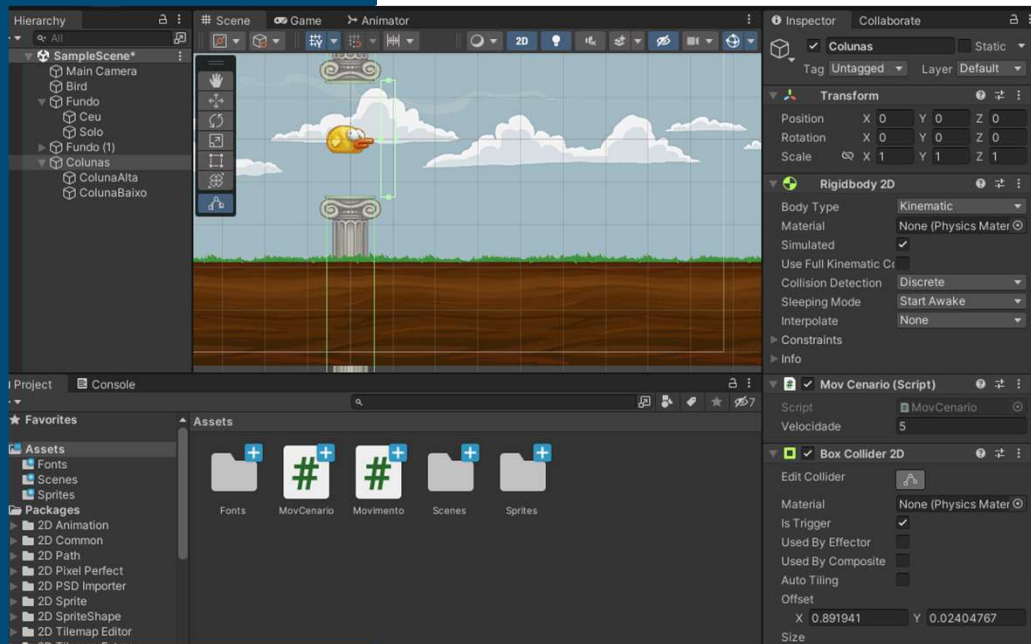 Hierarchy
All
SampleScene*
Main Camera
Bird
Fundo
Ceu
Solo
Fundo (1)
Colunas
ColunaAlta
ColunaBaixo
Scene
Game
Animator
2D
Inspector
Collaborate
Colunas
Static
Tag Untagged
Layer Default
Transform
Position X 0 Y 0 Z 0
Rotation X 0 Y 0 Z 0
Scale X 1 Y 1 Z 1
Rigidbody 2D
Body Type Kinematic
Material None (Physics Mater
Simulated
Use Full Kinematic Cc
Collision Detection Discrete
Sleeping Mode Start Awake
Interpolate None
Constraints
Info
Mov Cenario (Script)
Script MovCenario
Velocidade 5
Box Collider 2D
Edit Collider
Material None (Physics Mater
Is Trigger
Used By Effector
Used By Composite
Auto Tiling
Offset
X 0.891941 Y 0.02404767
Size
Project
Console
7
Favorites
Assets
Fonts
Scenes
Sprites
Packages
2D Animation
2D Common
2D Path
2D Pixel Perfect
2D PSD Importer
2D Sprite
2D SpriteShape
2D Tilemap Editor
Assets
Fonts
MovCenario
Movimento
Scenes
Sprites